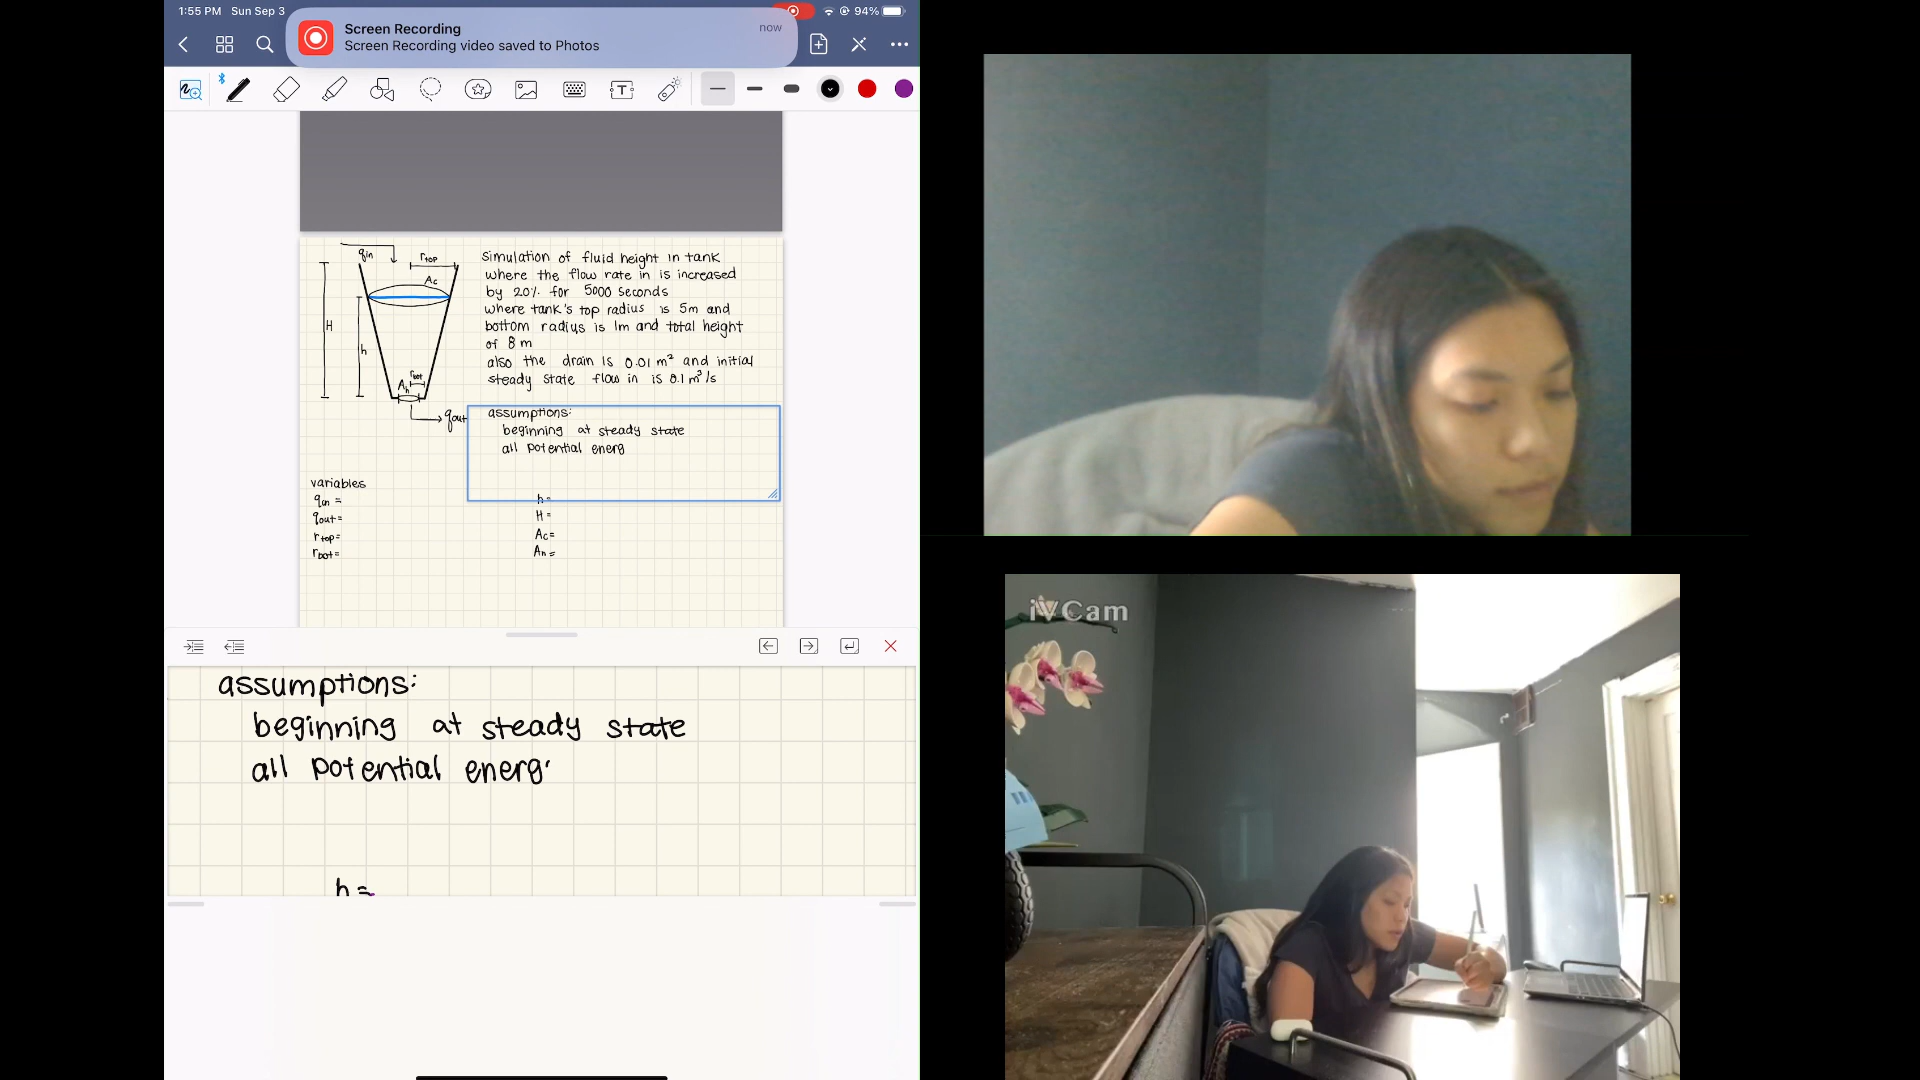 1:55 PM Sun Sep 3
94%
Screen Recording
now
Screen Recording video saved to Photos
T
qin
rtop
Ac
H
h
rbot
Ah
qout
Simulation of fluid height in tank
where the flow rate in is increased
by 20% for 5000 seconds
where tank's top radius is 5m and
bottom radius is 1m and total height
of 8 m
also the drain is 0.01 m² and initial
steady state flow in is 0.1 m³/s
assumptions:
beginning at steady state
all potential energ
variables
qin =
qout =
rtop =
rbot =
h =
H =
Ac =
Ah =
assumptions:
beginning at steady state
all potential energ
h =
iVCam